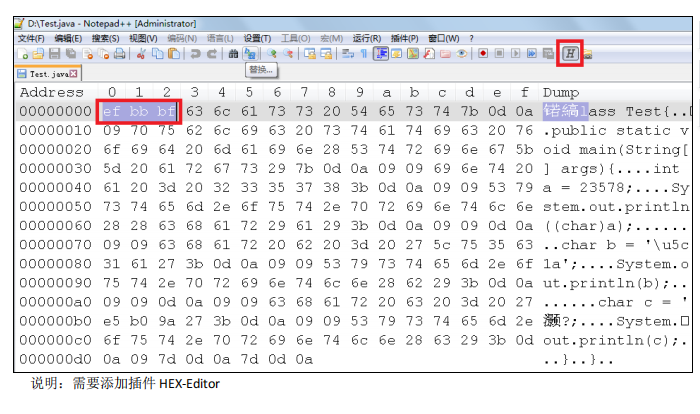 D:\Test.java - Notepad++ [Administrator]
文件(F) 编辑(E) 搜索(S) 视图(V) 编码(N) 语言(L) 设置(T) 工具(O) 宏(M) 运行(R) 插件(P) 窗口(W) ?
H
Test.java
替换...
Address 0 1 2 3 4 5 6 7 8 9 a b c d e f Dump
00000000 ef bb bf 63 6c 61 73 73 20 54 65 73 74 7b 0d 0a 锘縞lass Test{..
00000010 09 70 75 62 6c 69 63 20 73 74 61 74 69 63 20 76 .public static v
00000020 6f 69 64 20 6d 61 69 6e 28 53 74 72 69 6e 67 5b oid main(String[
00000030 5d 20 61 72 67 73 29 7b 0d 0a 09 09 69 6e 74 20 ] args){....int
00000040 61 20 3d 20 32 33 35 37 38 3b 0d 0a 09 09 53 79 a = 23578;....Sy
00000050 73 74 65 6d 2e 6f 75 74 2e 70 72 69 6e 74 6c 6e stem.out.println
00000060 28 28 63 68 61 72 29 61 29 3b 0d 0a 09 09 0d 0a ((char)a);......
00000070 09 09 63 68 61 72 20 62 20 3d 20 27 5c 75 35 63 ..char b = '\u5c
00000080 31 61 27 3b 0d 0a 09 09 53 79 73 74 65 6d 2e 6f 1a';....System.o
00000090 75 74 2e 70 72 69 6e 74 6c 6e 28 62 29 3b 0d 0a ut.println(b);..
000000a0 09 09 0d 0a 09 09 63 68 61 72 20 63 20 3d 20 27 ......char c = '
000000b0 e5 b0 9a 27 3b 0d 0a 09 09 53 79 73 74 65 6d 2e 灏?;....System.
000000c0 6f 75 74 2e 70 72 69 6e 74 6c 6e 28 63 29 3b 0d out.println(c);.
000000d0 0a 09 7d 0d 0a 7d 0d 0a ..}..}..
说明：需要添加插件 HEX-Editor